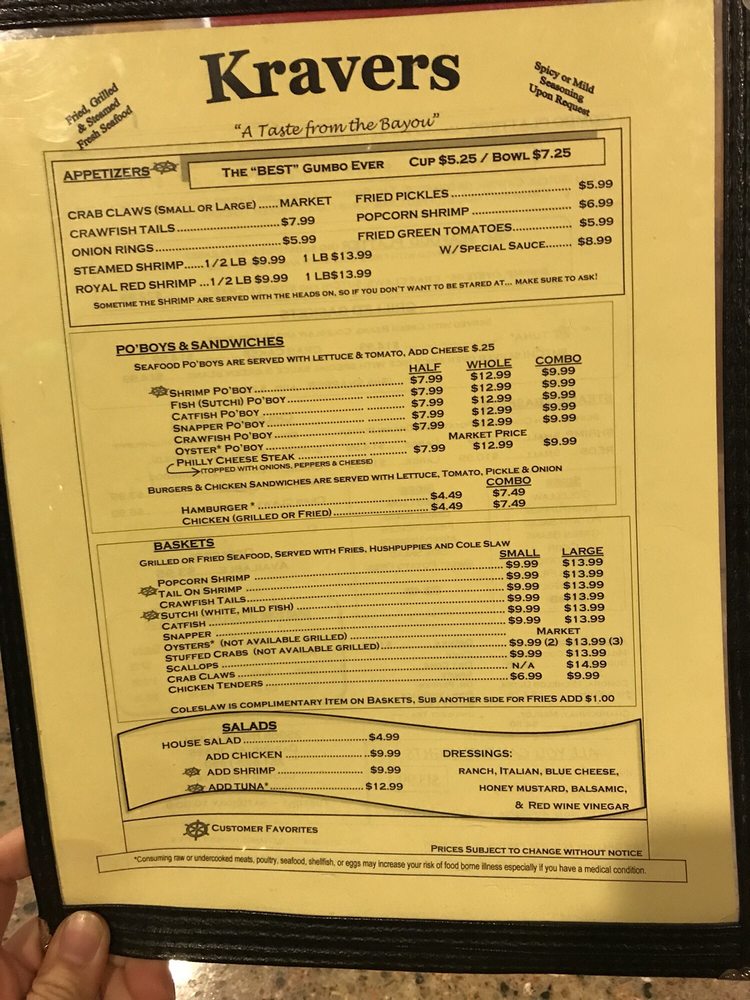 Kravers
Fried, Grilled
& Steamed
Fresh Seafood
Spicy or Mild
Seasoning
Upon Request
"A Taste from the Bayou"
APPETIZERS
THE "BEST" GUMBO EVER CUP $5.25 / BOWL $7.25
CRAB CLAWS (SMALL OR LARGE) ...... MARKET
CRAWFISH TAILS ...... $7.99
ONION RINGS ...... $5.99
STEAMED SHRIMP......1/2 LB $9.99 1 LB $13.99
ROYAL RED SHRIMP ...1/2 LB $9.99 1 LB$13.99
FRIED PICKLES ...... $5.99
POPCORN SHRIMP ...... $6.99
FRIED GREEN TOMATOES...... $5.99
W/SPECIAL SAUCE....... $8.99
SOMETIME THE SHRIMP ARE SERVED WITH THE HEADS ON, SO IF YOU DON'T WANT TO BE STARED AT... MAKE SURE TO ASK!
PO'BOYS & SANDWICHES
SEAFOOD PO'BOYS ARE SERVED WITH LETTUCE & TOMATO, ADD CHEESE $.25
HALF WHOLE COMBO
SHRIMP PO'BOY ...... $7.99 $12.99 $9.99
FISH (SUTCHI) PO'BOY ...... $7.99 $12.99 $9.99
CATFISH PO'BOY ...... $7.99 $12.99 $9.99
SNAPPER PO'BOY ...... $7.99 $12.99 $9.99
CRAWFISH PO'BOY ...... $7.99 $12.99 $9.99
OYSTER* PO'BOY ...... MARKET PRICE
PHILLY CHEESE STEAK ...... $7.99 $12.99 $9.99
(TOPPED WITH ONIONS, PEPPERS & CHEESE)
BURGERS & CHICKEN SANDWICHES ARE SERVED WITH LETTUCE, TOMATO, PICKLE & ONION
COMBO
HAMBURGER * ...... $4.49 $7.49
CHICKEN (GRILLED OR FRIED) ...... $4.49 $7.49
BASKETS
GRILLED OR FRIED SEAFOOD, SERVED WITH FRIES, HUSHPUPPIES AND COLE SLAW
SMALL LARGE
POPCORN SHRIMP ...... $9.99 $13.99
TAIL ON SHRIMP ...... $9.99 $13.99
CRAWFISH TAILS ...... $9.99 $13.99
SUTCHI (WHITE, MILD FISH) ...... $9.99 $13.99
CATFISH ...... $9.99 $13.99
SNAPPER ...... $9.99 $13.99
OYSTERS* (NOT AVAILABLE GRILLED) ...... MARKET
STUFFED CRABS (NOT AVAILABLE GRILLED) ...... $9.99 (2) $13.99 (3)
SCALLOPS ...... $9.99 $13.99
CRAB CLAWS ...... N/A $14.99
CHICKEN TENDERS ...... $6.99 $9.99
COLESLAW IS COMPLIMENTARY ITEM ON BASKETS, SUB ANOTHER SIDE FOR FRIES ADD $1.00
SALADS
HOUSE SALAD ...... $4.99
ADD CHICKEN ...... $9.99
ADD SHRIMP ...... $9.99
ADD TUNA* ...... $12.99
DRESSINGS:
RANCH, ITALIAN, BLUE CHEESE,
HONEY MUSTARD, BALSAMIC,
& RED WINE VINEGAR
CUSTOMER FAVORITES
PRICES SUBJECT TO CHANGE WITHOUT NOTICE
*Consuming raw or undercooked meats, poultry, seafood, shellfish, or eggs may increase your risk of food borne illness especially if you have a medical condition.